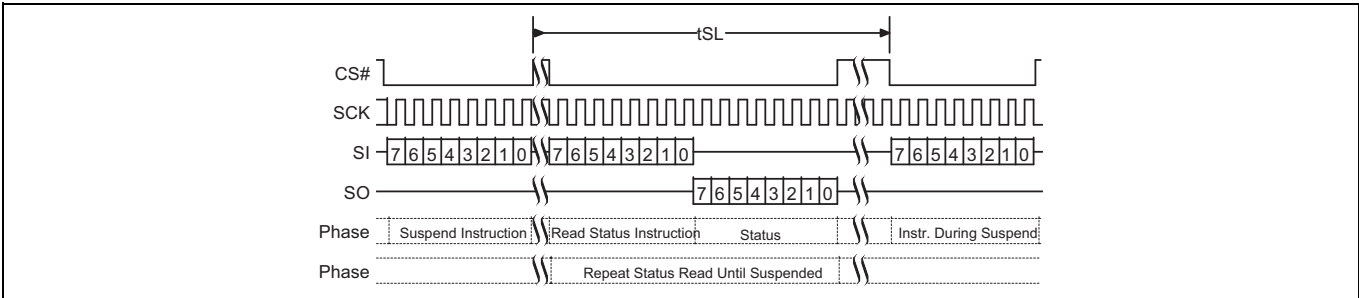 tSL
CS#
SCK
SI 7 6 5 4 3 2 1 0 7 6 5 4 3 2 1 0 7 6 5 4 3 2 1 0
SO 7 6 5 4 3 2 1 0
Phase Suspend Instruction Read Status Instruction Status Instr. During Suspend
Phase Repeat Status Read Until Suspended